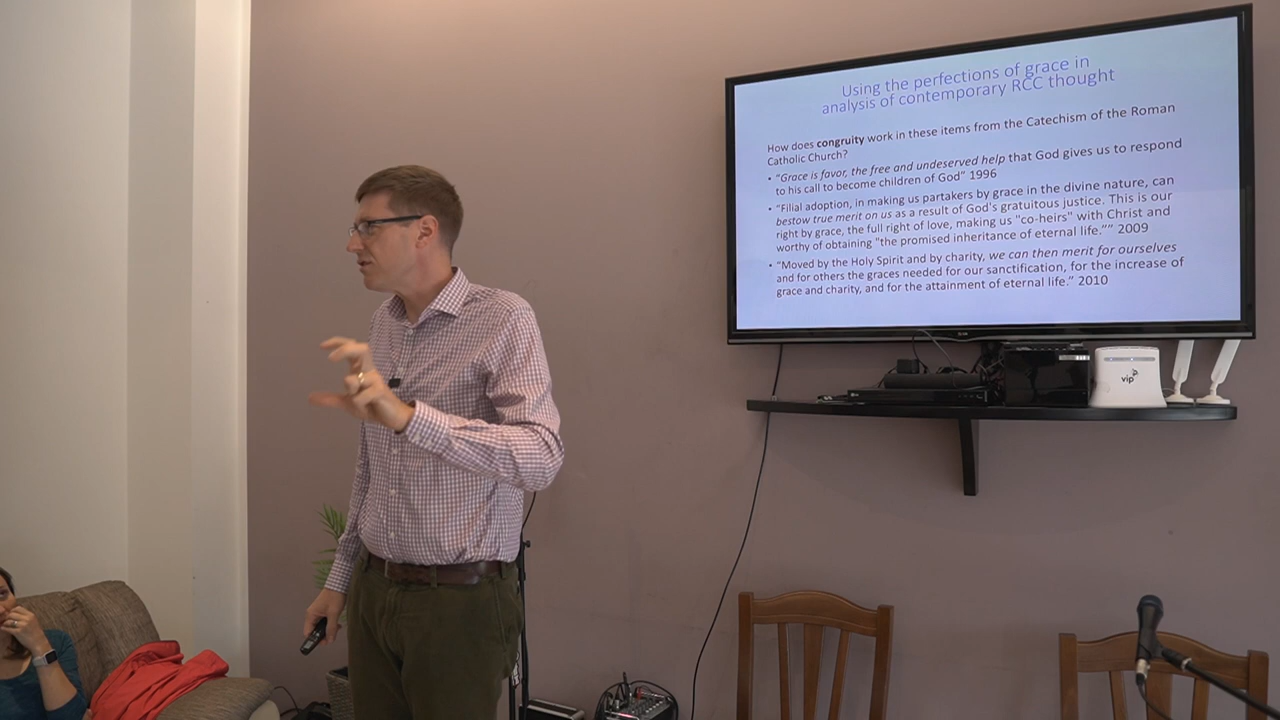 Using the perfections of grace in
analysis of contemporary RCC thought
How does congruity work in these items from the Catechism of the Roman
Catholic Church?
• “Grace is favor, the free and undeserved help that God gives us to respond
to his call to become children of God” 1996
• “Filial adoption, in making us partakers by grace in the divine nature, can
bestow true merit on us as a result of God's gratuitous justice. This is our
right by grace, the full right of love, making us "co-heirs" with Christ and
worthy of obtaining "the promised inheritance of eternal life.”” 2009
• “Moved by the Holy Spirit and by charity, we can then merit for ourselves
and for others the graces needed for our sanctification, for the increase of
grace and charity, and for the attainment of eternal life.” 2010
vip